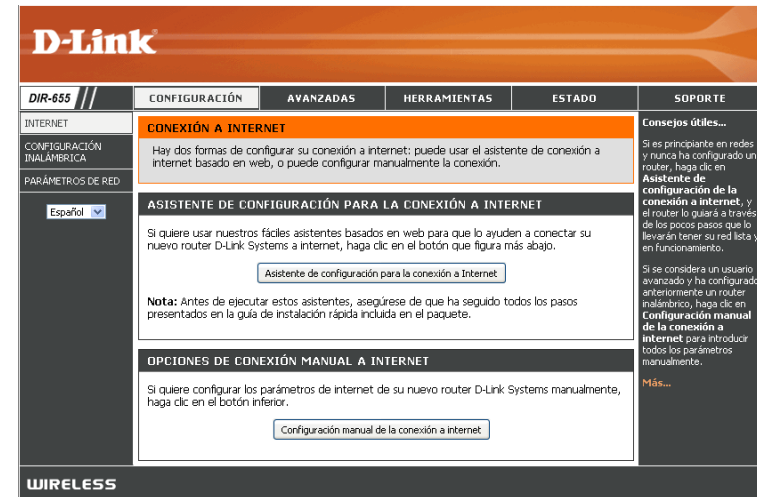 D-Link
DIR-655
CONFIGURACIÓN
AVANZADAS
HERRAMIENTAS
ESTADO
SOPORTE
INTERNET
CONFIGURACIÓN
INALÁMBRICA
PARÁMETROS DE RED
Español
CONEXIÓN A INTERNET
Hay dos formas de configurar su conexión a internet: puede usar el asistente de conexión a
internet basado en web, o puede configurar manualmente la conexión.
ASISTENTE DE CONFIGURACIÓN PARA LA CONEXIÓN A INTERNET
Si quiere usar nuestros fáciles asistentes basados en web para que lo ayuden a conectar su
nuevo router D-Link Systems a internet, haga clic en el botón que figura más abajo.
Asistente de configuración para la conexión a Internet
Nota: Antes de ejecutar estos asistentes, asegúrese de que ha seguido todos los pasos
presentados en la guía de instalación rápida incluida en el paquete.
OPCIONES DE CONEXIÓN MANUAL A INTERNET
Si quiere configurar los parámetros de internet de su nuevo router D-Link Systems manualmente,
haga clic en el botón inferior.
Configuración manual de la conexión a internet
Consejos útiles...
Si es principiante en redes
y nunca ha configurado un
router, haga clic en
Asistente de
configuración de la
conexión a internet, y
el router lo guiará a través
de los pocos pasos que lo
llevarán tener su red lista y
en funcionamiento.
Si se considera un usuario
avanzado y ha configurado
anteriormente un router
inalámbrico, haga clic en
Configuración manual
de la conexión a
internet para introducir
todos los parámetros
manualmente.
Más...
WIRELESS